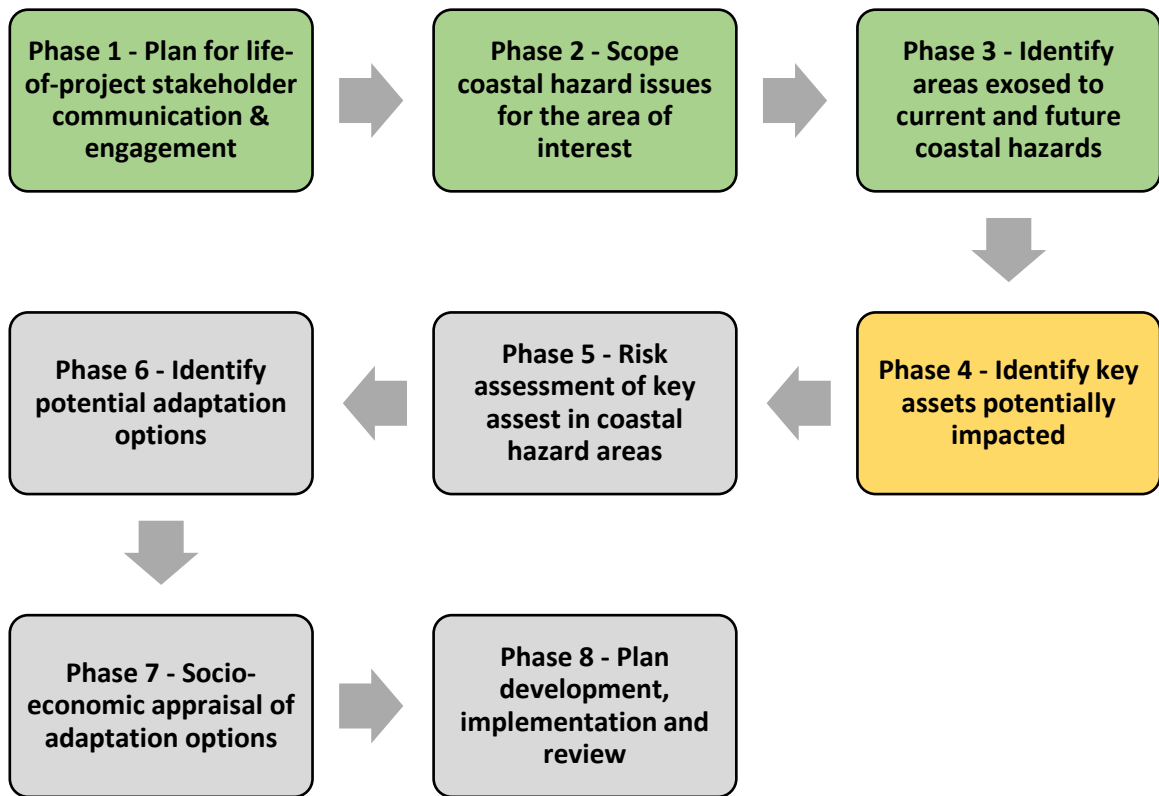 Phase 1 - Plan for life-
of-project stakeholder
communication &
engagement
Phase 2 - Scope
coastal hazard issues
for the area of
interest
Phase 3 - Identify
areas exosed to
current and future
coastal hazards
Phase 4 - Identify key
assets potentially
impacted
Phase 5 - Risk
assessment of key
assest in coastal
hazard areas
Phase 6 - Identify
potential adaptation
options
Phase 7 - Socio-
economic appraisal of
adaptation options
Phase 8 - Plan
development,
implementation and
review